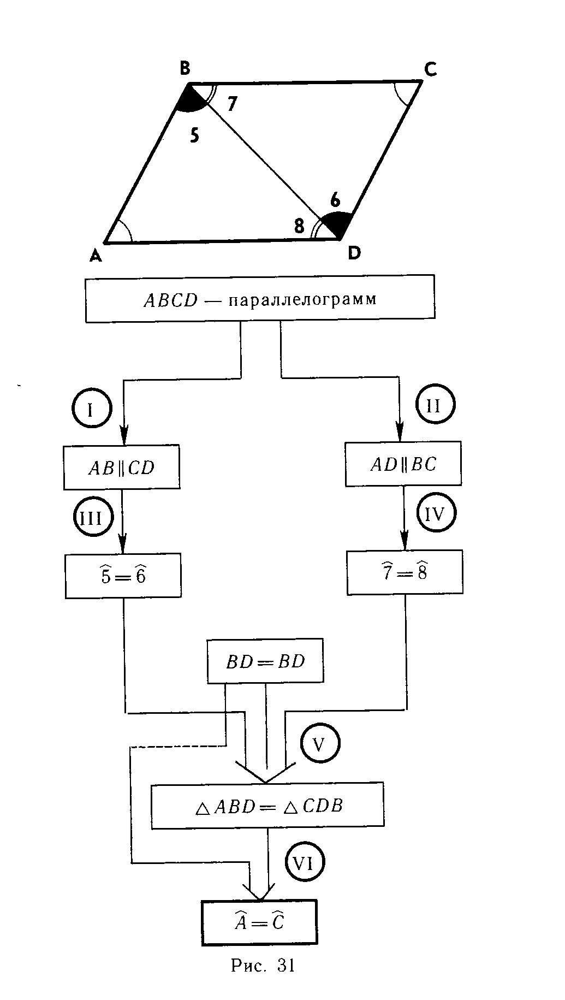 B
C
7
5
6
8
A
D
ABCD — параллелограмм
I
II
AB∥CD
AD∥BC
III
IV
5̂ = 6̂
7̂ = 8̂
BD = BD
V
△ABD = △CDB
VI
Â = Ĉ
Рис. 31